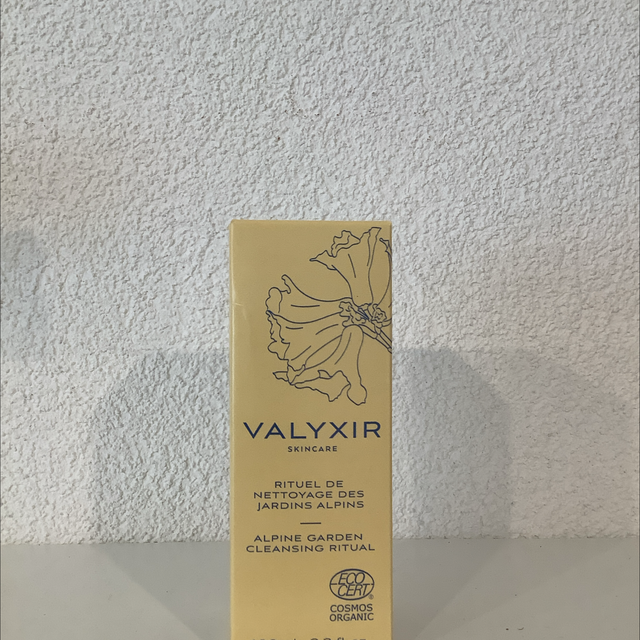 VALYXIR
SKINCARE
RITUEL DE
NETTOYAGE DES
JARDINS ALPINS
ALPINE GARDEN
CLEANSING RITUAL
ECO
CERT
COSMOS
ORGANIC